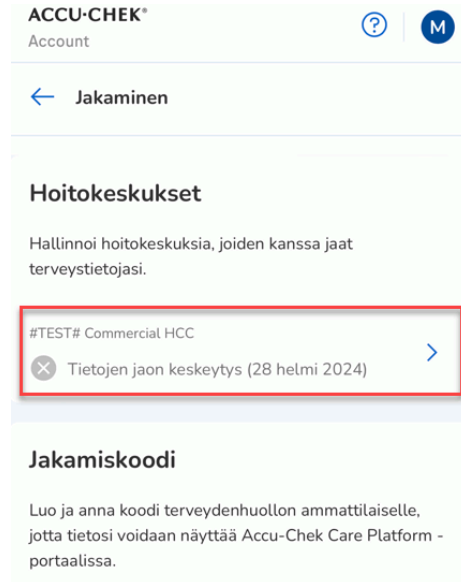 ACCU-CHEK®
Account
M
Jakaminen
Hoitokeskukset
Hallinnoi hoitokeskuksia, joiden kanssa jaat
terveystietojasi.
#TEST# Commercial HCC
Tietojen jaon keskeytys (28 helmi 2024)
Jakamiskoodi
Luo ja anna koodi terveydenhuollon ammattilaiselle,
jotta tietosi voidaan näyttää Accu-Chek Care Platform -
portaalissa.